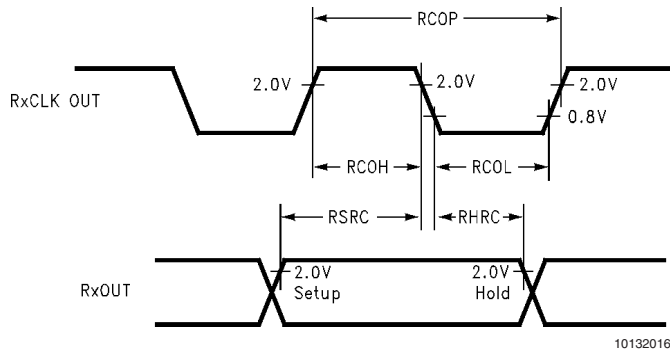 RCOP
2.0V 2.0V 2.0V
RxCLK OUT
0.8V
RCOH RCOL
RSRC RHRC
2.0V 2.0V
RxOUT Setup Hold
10132016